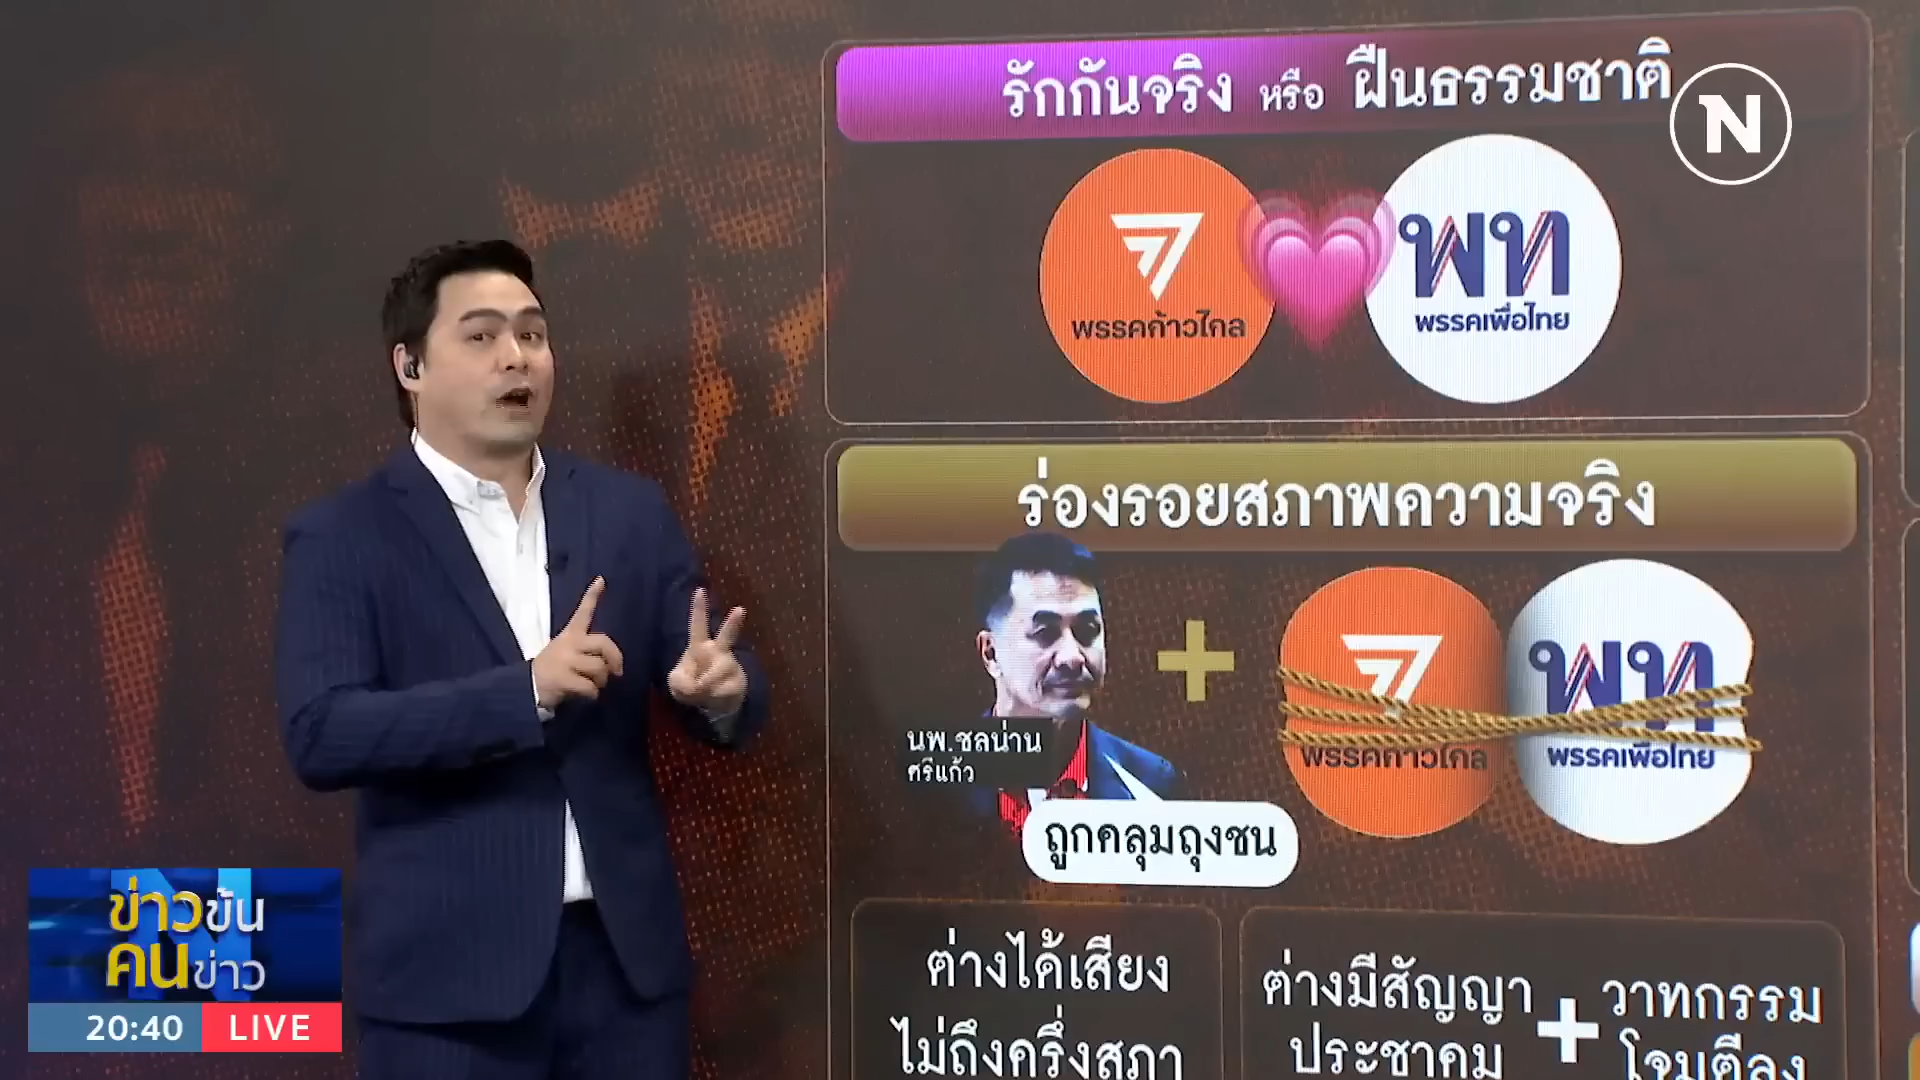 รักกันจริง หรือ ฝืนธรรมชาติ
N
พรรคก้าวไกล
พท
พรรคเพื่อไทย
ร่องรอยสภาพความจริง
นพ.ชลน่าน
ศรีแก้ว
+
พรรคก้าวไกล
พท
พรรคเพื่อไทย
ถูกคลุมถุงชน
ต่างได้เสียง
ไม่ถึงครึ่งสภา
ต่างมีสัญญา
ประชาคม
+
วาทกรรม
โจมตีลุง
ข่าวข้น
คนข่าว
20:40 LIVE